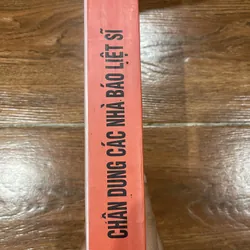 CHÂN DUNG CÁC NHÀ BÁO LIỆT SĨ